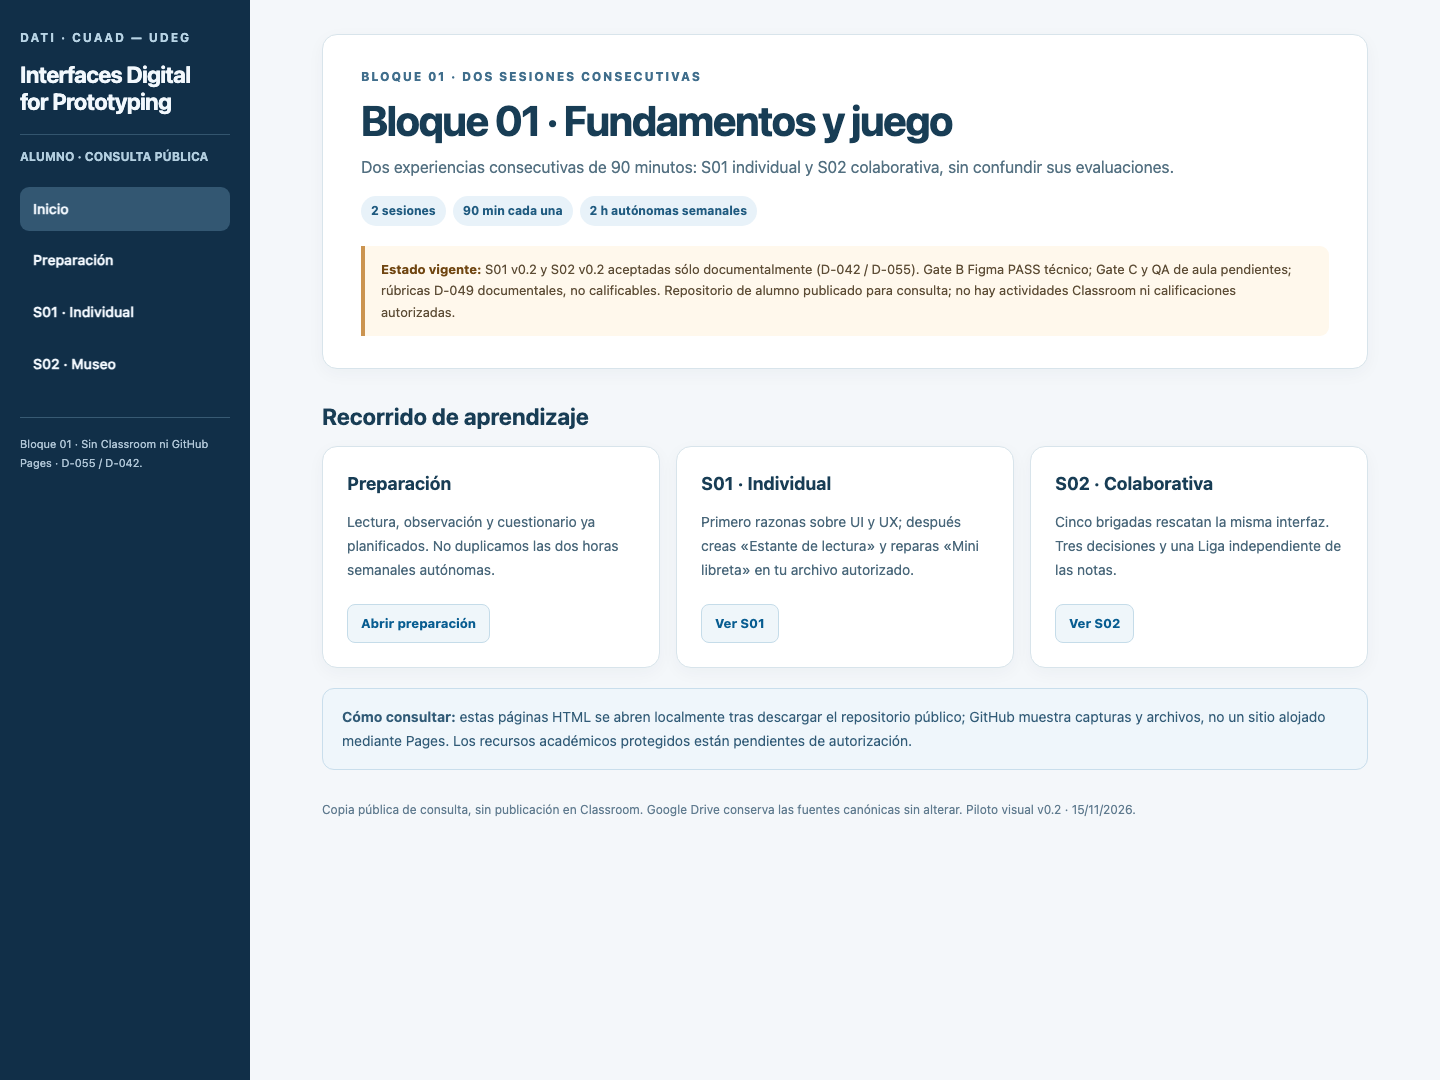 DATI · CUAAD — UDEG
Interfaces Digital
for Prototyping
ALUMNO · CONSULTA PÚBLICA
Inicio
Preparación
S01 · Individual
S02 · Museo
Bloque 01 · Sin Classroom ni GitHub
Pages · D-055 / D-042.
BLOQUE 01 · DOS SESIONES CONSECUTIVAS
Bloque 01 · Fundamentos y juego
Dos experiencias consecutivas de 90 minutos: S01 individual y S02 colaborativa, sin confundir sus evaluaciones.
2 sesiones
90 min cada una
2 h autónomas semanales
Estado vigente: S01 v0.2 y S02 v0.2 aceptadas sólo documentalmente (D-042 / D-055). Gate B Figma PASS técnico; Gate C y QA de aula pendientes;
rúbricas D-049 documentales, no calificables. Repositorio de alumno publicado para consulta; no hay actividades Classroom ni calificaciones
autorizadas.
Recorrido de aprendizaje
Preparación
Lectura, observación y cuestionario ya
planificados. No duplicamos las dos horas
semanales autónomas.
Abrir preparación
S01 · Individual
Primero razonas sobre UI y UX; después
creas «Estante de lectura» y reparas «Mini
libreta» en tu archivo autorizado.
Ver S01
S02 · Colaborativa
Cinco brigadas rescatan la misma interfaz.
Tres decisiones y una Liga independiente de
las notas.
Ver S02
Cómo consultar: estas páginas HTML se abren localmente tras descargar el repositorio público; GitHub muestra capturas y archivos, no un sitio alojado
mediante Pages. Los recursos académicos protegidos están pendientes de autorización.
Copia pública de consulta, sin publicación en Classroom. Google Drive conserva las fuentes canónicas sin alterar. Piloto visual v0.2 · 15/11/2026.